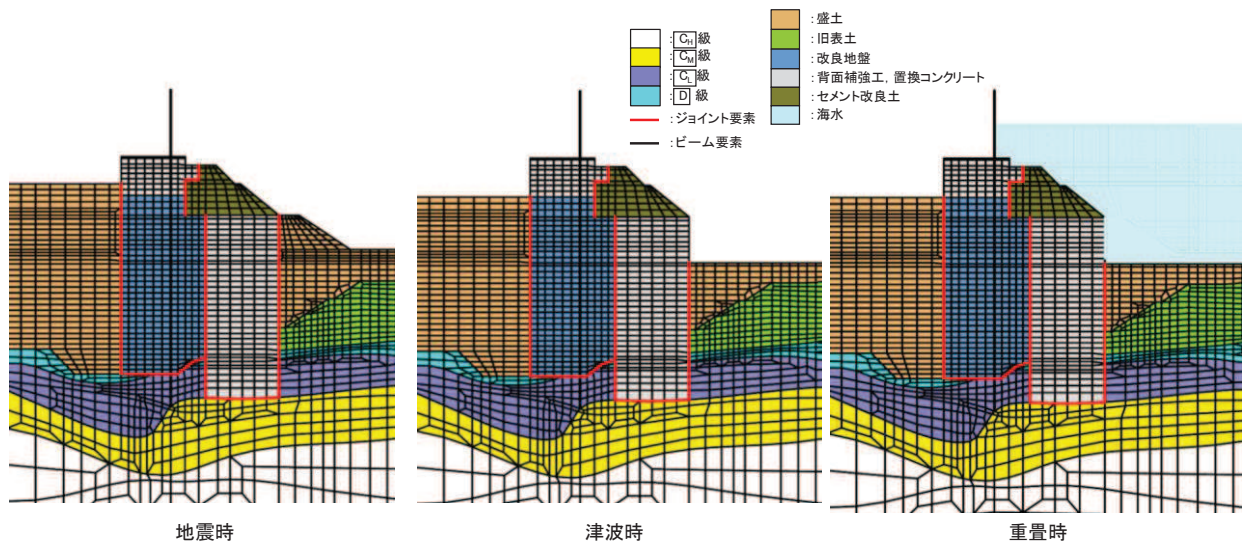 :CH級
:CM級
:CL級
:D 級
:ジョイント要素
:ビーム要素
:盛土
:旧表土
:改良地盤
:背面補強工, 置換コンクリート
:セメント改良土
:海水
地震時
津波時
重畳時